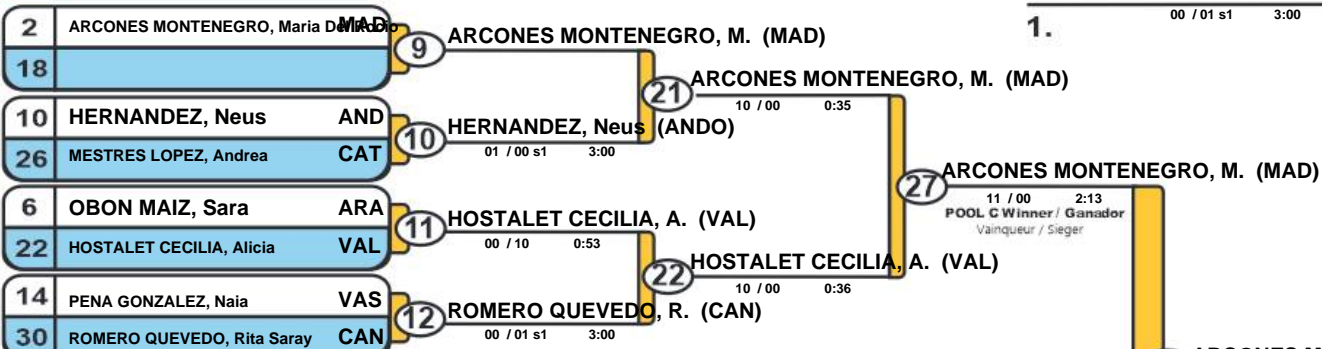 00 / 01 s1 3:00
1.
2 ARCONES MONTENEGRO, Maria Del Rocio MAD
18
9 ARCONES MONTENEGRO, M. (MAD)
10 HERNANDEZ, Neus AND
26 MESTRES LOPEZ, Andrea CAT
10 HERNANDEZ, Neus (ANDO)
01 / 00 s1 3:00
21 ARCONES MONTENEGRO, M. (MAD)
10 / 00 0:35
6 OBON MAIZ, Sara ARA
22 HOSTALET CECILIA, Alicia VAL
11 HOSTALET CECILIA, A. (VAL)
00 / 10 0:53
14 PENA GONZALEZ, Naia VAS
30 ROMERO QUEVEDO, Rita Saray CAN
12 ROMERO QUEVEDO, R. (CAN)
00 / 01 s1 3:00
22 HOSTALET CECILIA, A. (VAL)
10 / 00 0:36
27 ARCONES MONTENEGRO, M. (MAD)
11 / 00 2:13
POOL C Winner / Ganador
Vainqueur / Sieger